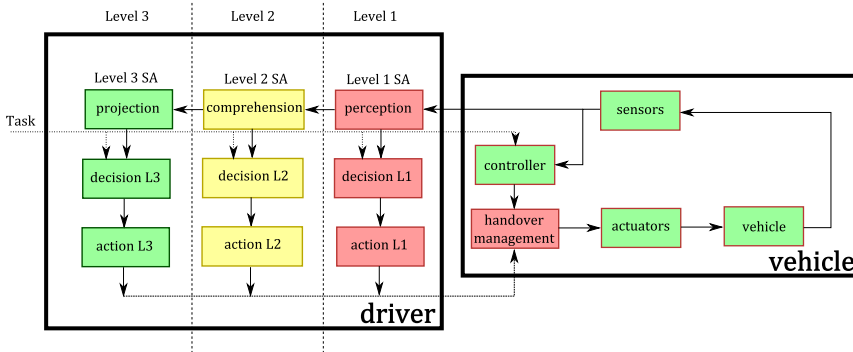 Level 3
Level 2
Level 1
Level 3 SA
Level 2 SA
Level 1 SA
projection
comprehension
perception
sensors
Task
decision L3
decision L2
decision L1
controller
action L3
action L2
action L1
handover
management
actuators
vehicle
driver
vehicle